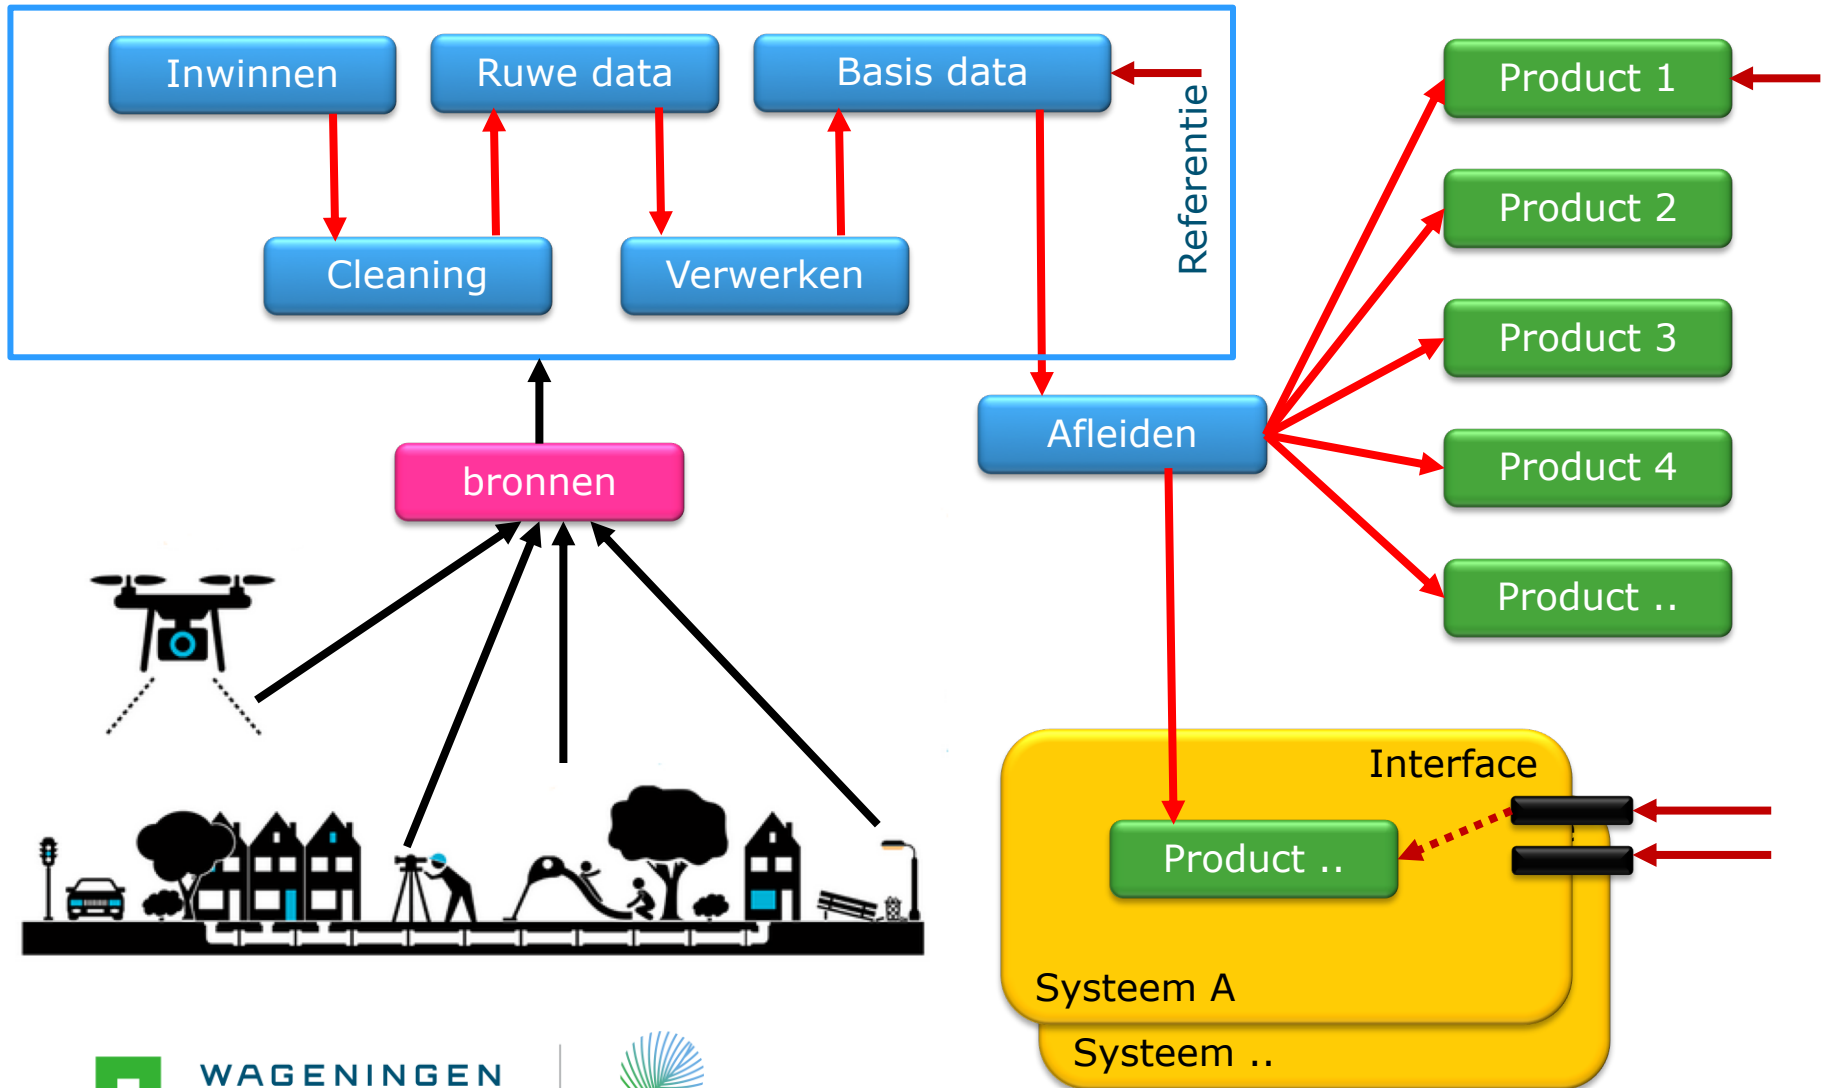 Inwinnen
Ruwe data
Basis data
Referentie
Cleaning
Verwerken
Product 1
Product 2
Product 3
Product 4
Product ..
Afleiden
bronnen
Interface
Product ..
Systeem A
Systeem ..
WAGENINGEN